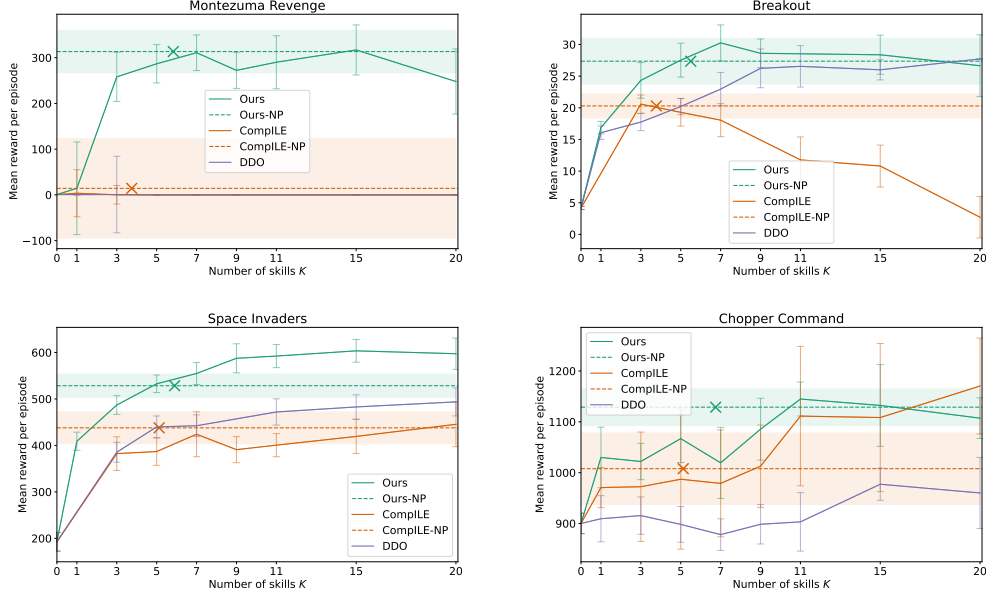 Montezuma Revenge
Mean reward per episode
300
200
100
0
−100
Ours
Ours-NP
CompILE
CompILE-NP
DDO
0 1 3 5 7 9 11 15 20
Number of skills K
Breakout
Mean reward per episode
30
25
20
15
10
5
0
Ours
Ours-NP
CompILE
CompILE-NP
DDO
0 1 3 5 7 9 11 15 20
Number of skills K
Space Invaders
Mean reward per episode
600
500
400
300
200
Ours
Ours-NP
CompILE
CompILE-NP
DDO
0 1 3 5 7 9 11 15 20
Number of skills K
Chopper Command
Mean reward per episode
1200
1100
1000
900
Ours
Ours-NP
CompILE
CompILE-NP
DDO
0 1 3 5 7 9 11 15 20
Number of skills K